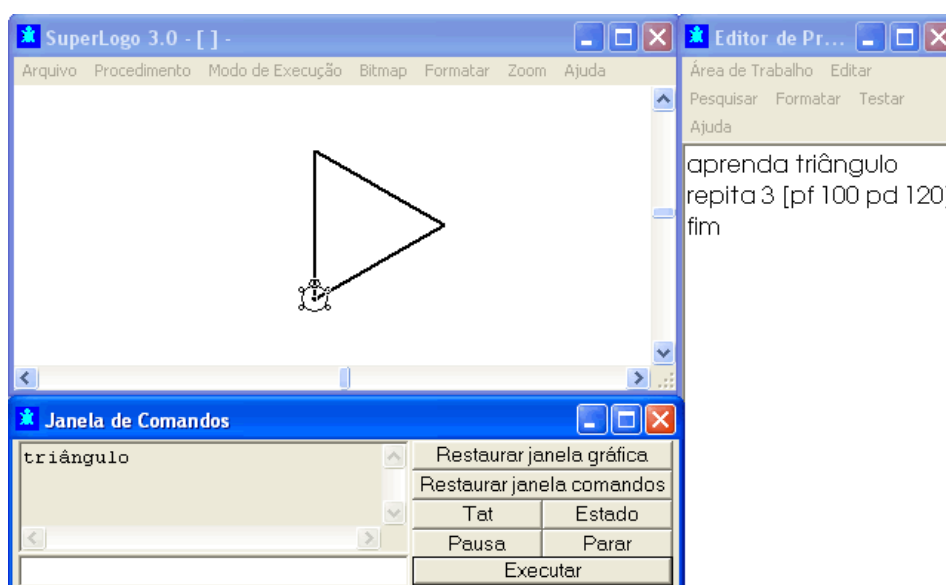 SuperLogo 3.0 - [ ] -
Arquivo Procedimento Modo de Execução Bitmap Formatar Zoom Ajuda
Editor de Pr...
Área de Trabalho Editar
Pesquisar Formatar Testar
Ajuda
aprenda triângulo
repita 3 [pf 100 pd 120]
fim
Janela de Comandos
triângulo
Restaurar janela gráfica
Restaurar janela comandos
Tat Estado
Pausa Parar
Executar